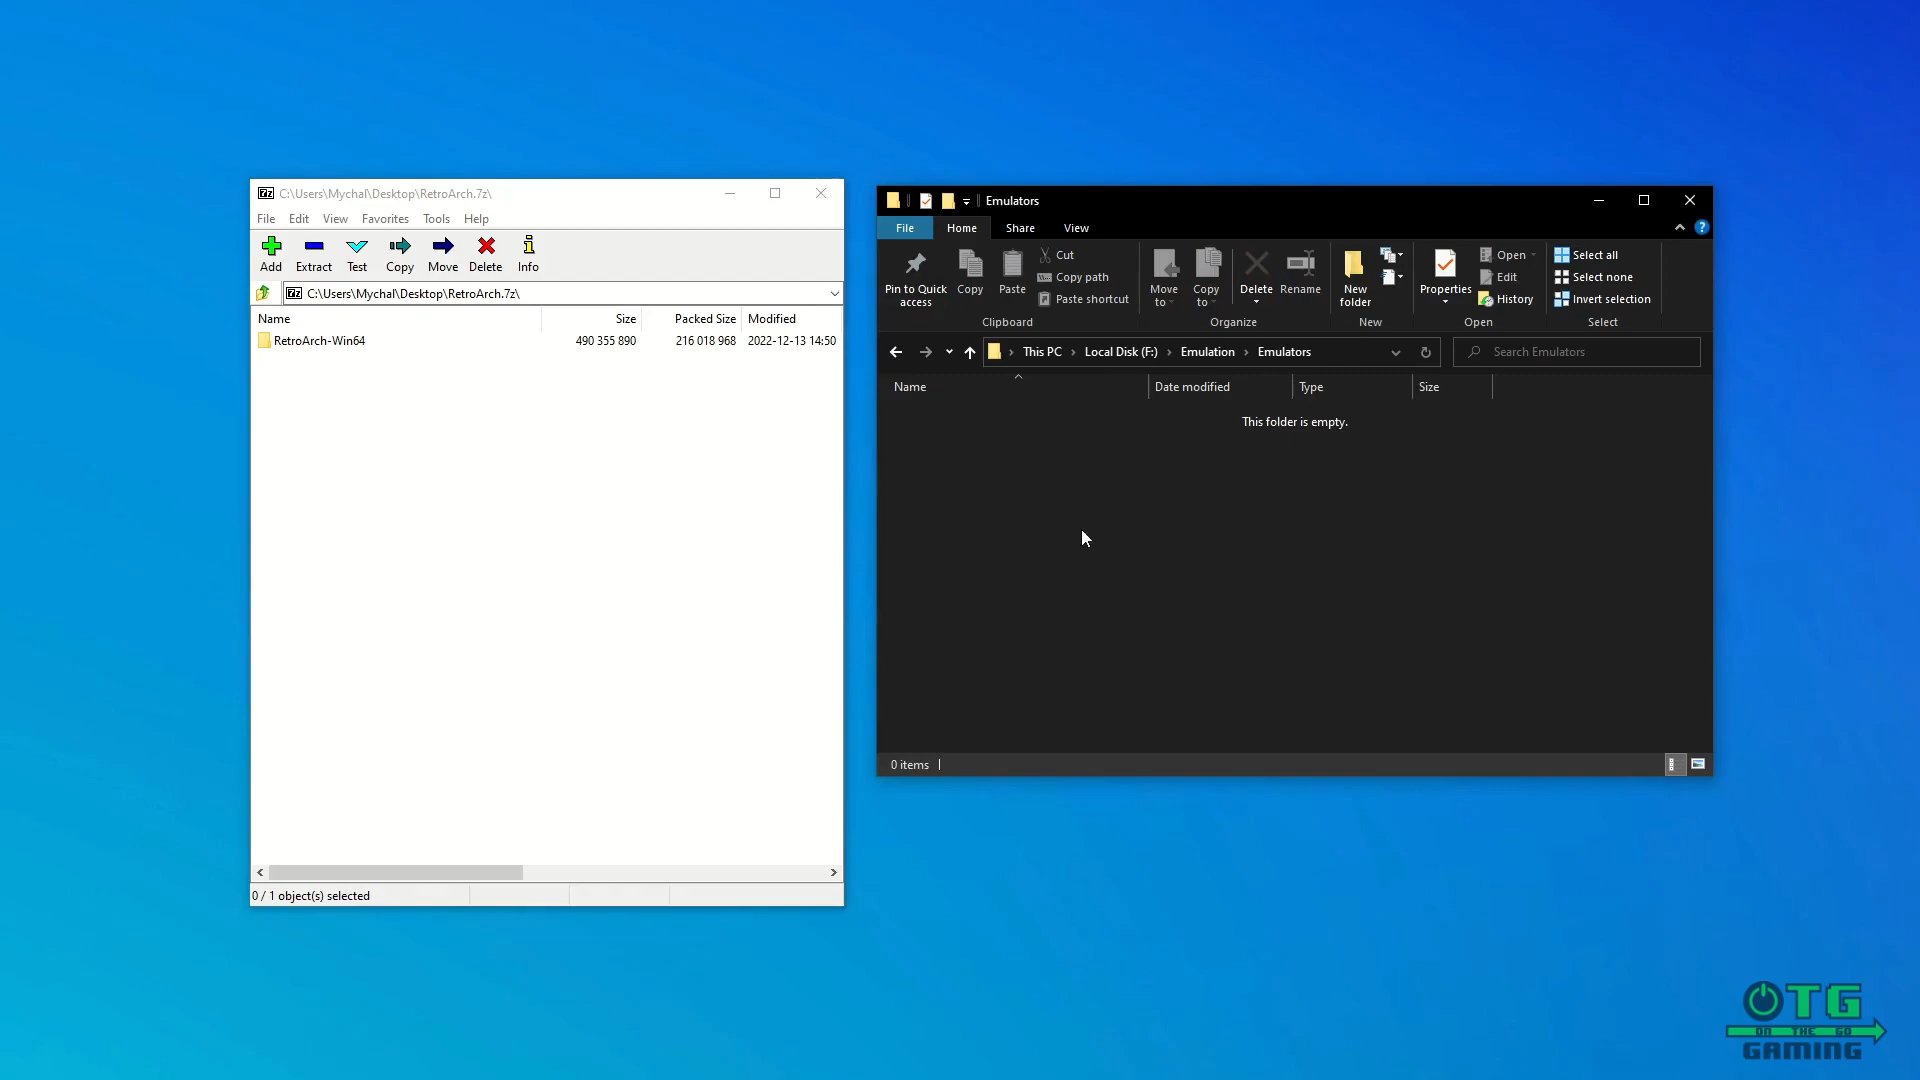 C:\Users\Mychal\Desktop\RetroArch.7z\
File Edit View Favorites Tools Help
Add Extract Test Copy Move Delete Info
C:\Users\Mychal\Desktop\RetroArch.7z\
Name Size Packed Size Modified
RetroArch-Win64 490 355 890 216 018 968 2022-12-13 14:50
0 / 1 object(s) selected
Emulators
File Home Share View
Pin to Quick access
Copy
Paste
Cut
Copy path
Paste shortcut
Clipboard
Move to
Copy to
Delete
Rename
Organize
New folder
New
Properties
Open
Edit
History
Open
Select all
Select none
Invert selection
Select
This PC › Local Disk (F:) › Emulation › Emulators
Search Emulators
Name Date modified Type Size
This folder is empty.
0 items
OTG
ON THE GO
GAMING